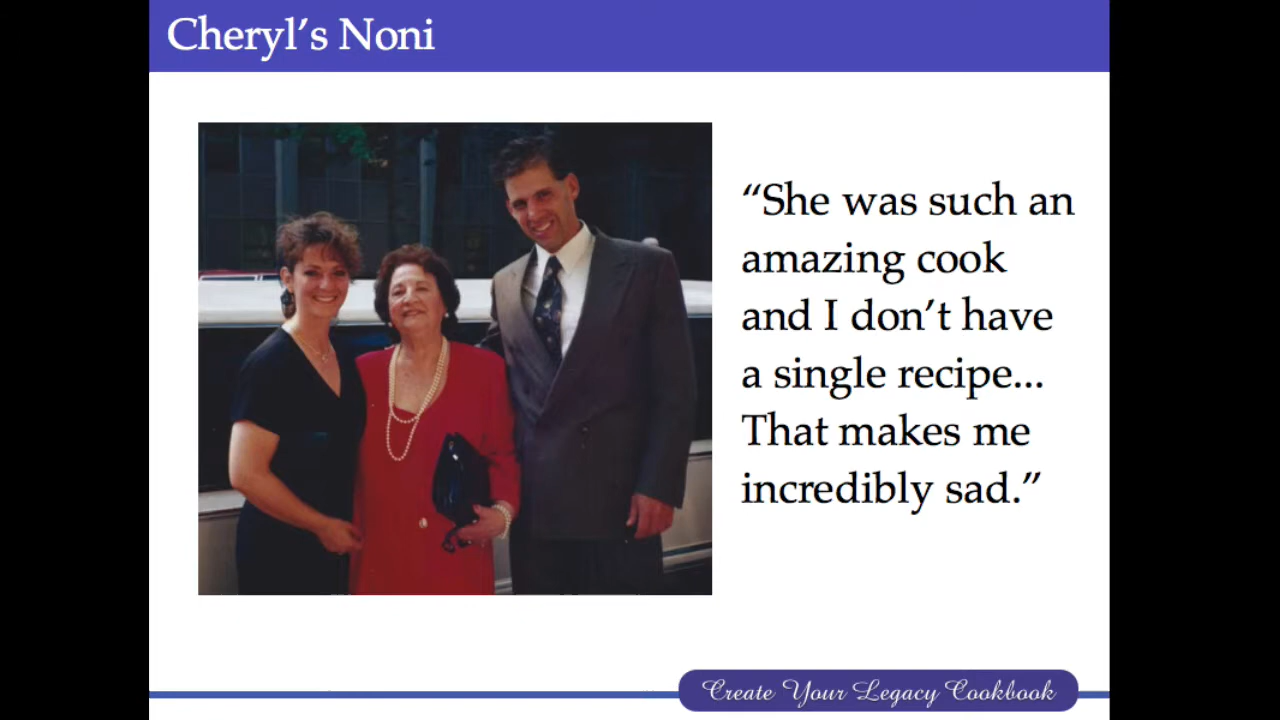 Cheryl’s Noni
“She was such an
amazing cook
and I don’t have
a single recipe...
That makes me
incredibly sad.”
Create Your Legacy Cookbook